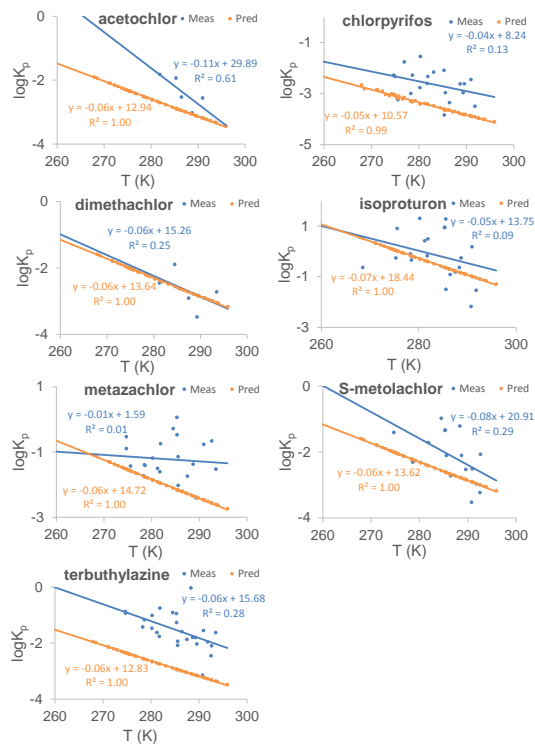 acetochlor
Meas Pred
0
-2
-4
logKp
y = -0.11x + 29.89
R² = 0.61
y = -0.06x + 12.94
R² = 1.00
260 270 280 290 300
T (K)
chlorpyrifos
Meas Pred
-1
-3
-5
logKp
y = -0.04x + 8.24
R² = 0.13
y = -0.05x + 10.57
R² = 0.99
260 270 280 290 300
T (K)
dimethachlor
Meas Pred
0
-2
-4
logKp
y = -0.06x + 15.26
R² = 0.25
y = -0.06x + 13.64
R² = 1.00
260 270 280 290 300
T (K)
isoproturon
Meas Pred
1
-1
-3
logKp
y = -0.05x + 13.75
R² = 0.09
y = -0.07x + 18.44
R² = 1.00
260 270 280 290 300
T (K)
metazachlor
Meas Pred
1
-1
-3
logKp
y = -0.01x + 1.59
R² = 0.01
y = -0.06x + 14.72
R² = 1.00
260 270 280 290 300
T (K)
S-metolachlor
Meas Pred
0
-2
-4
logKp
y = -0.08x + 20.91
R² = 0.29
y = -0.06x + 13.62
R² = 1.00
260 270 280 290 300
T (K)
terbuthylazine
Meas Pred
0
-2
-4
logKp
y = -0.06x + 15.68
R² = 0.28
y = -0.06x + 12.83
R² = 1.00
260 270 280 290 300
T (K)